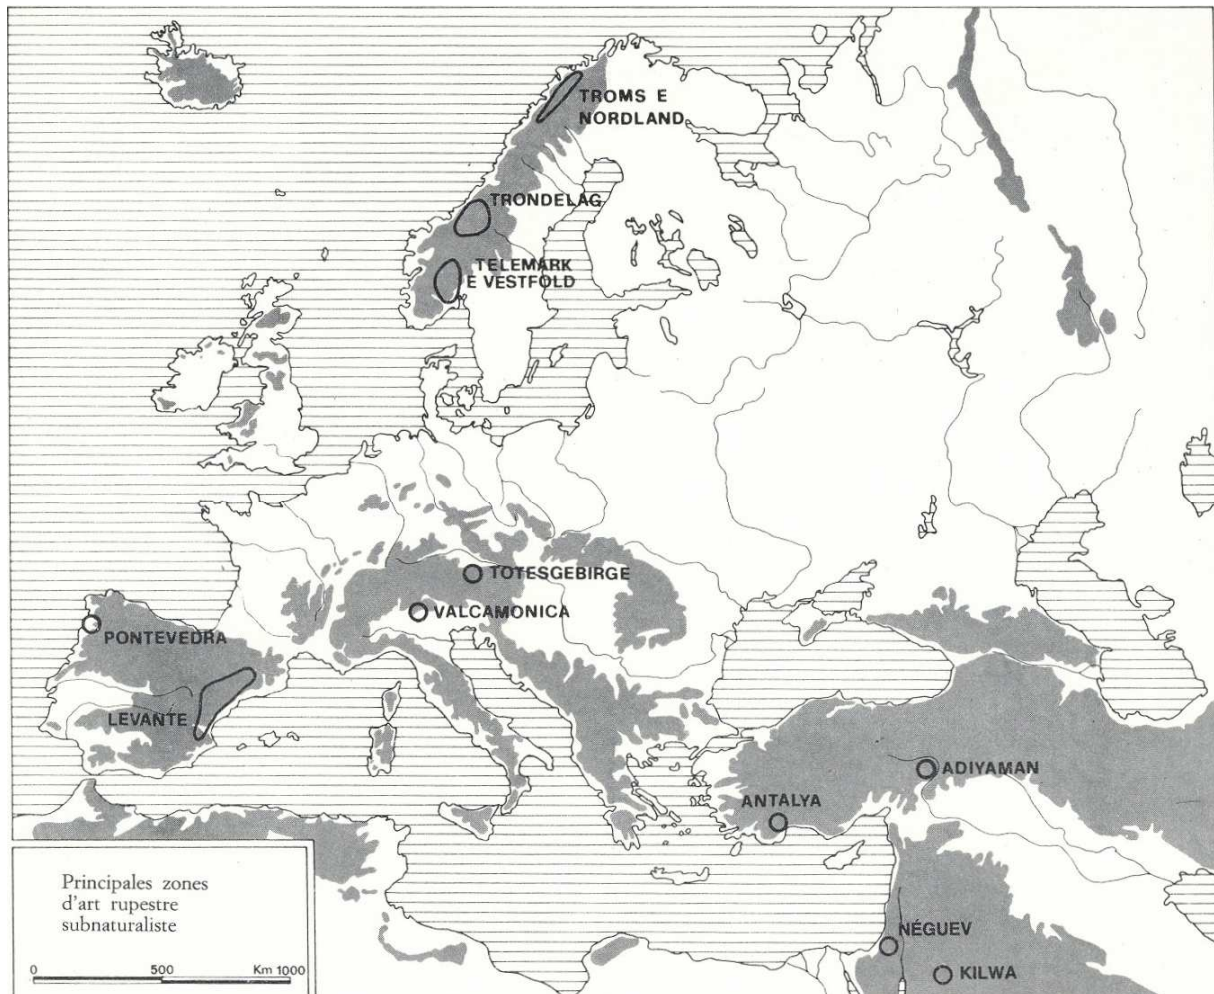 TROMS E
NORDLAND
TRONDELAG
TELEMARK
E VESTFOLD
TOTESGEBIRGE
VALCAMONICA
PONTEVEDRA
LEVANTE
ADIYAMAN
ANTALYA
NÉGUEV
KILWA
Principales zones
d'art rupestre
subnaturaliste
0 500 Km 1000